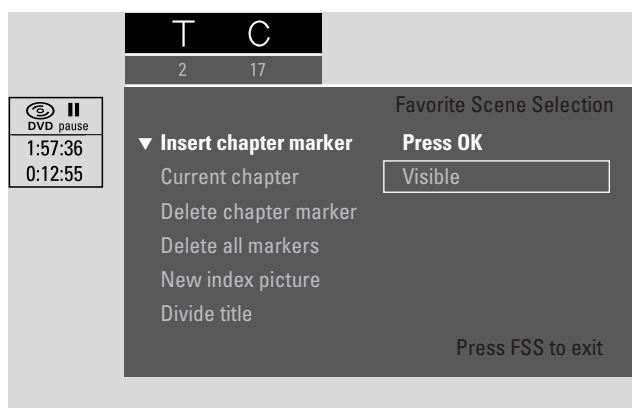 T C
2 17
Favorite Scene Selection
DVD pause
1:57:36
0:12:55
Insert chapter marker Press OK
Current chapter Visible
Delete chapter marker
Delete all markers
New index picture
Divide title
Press FSS to exit